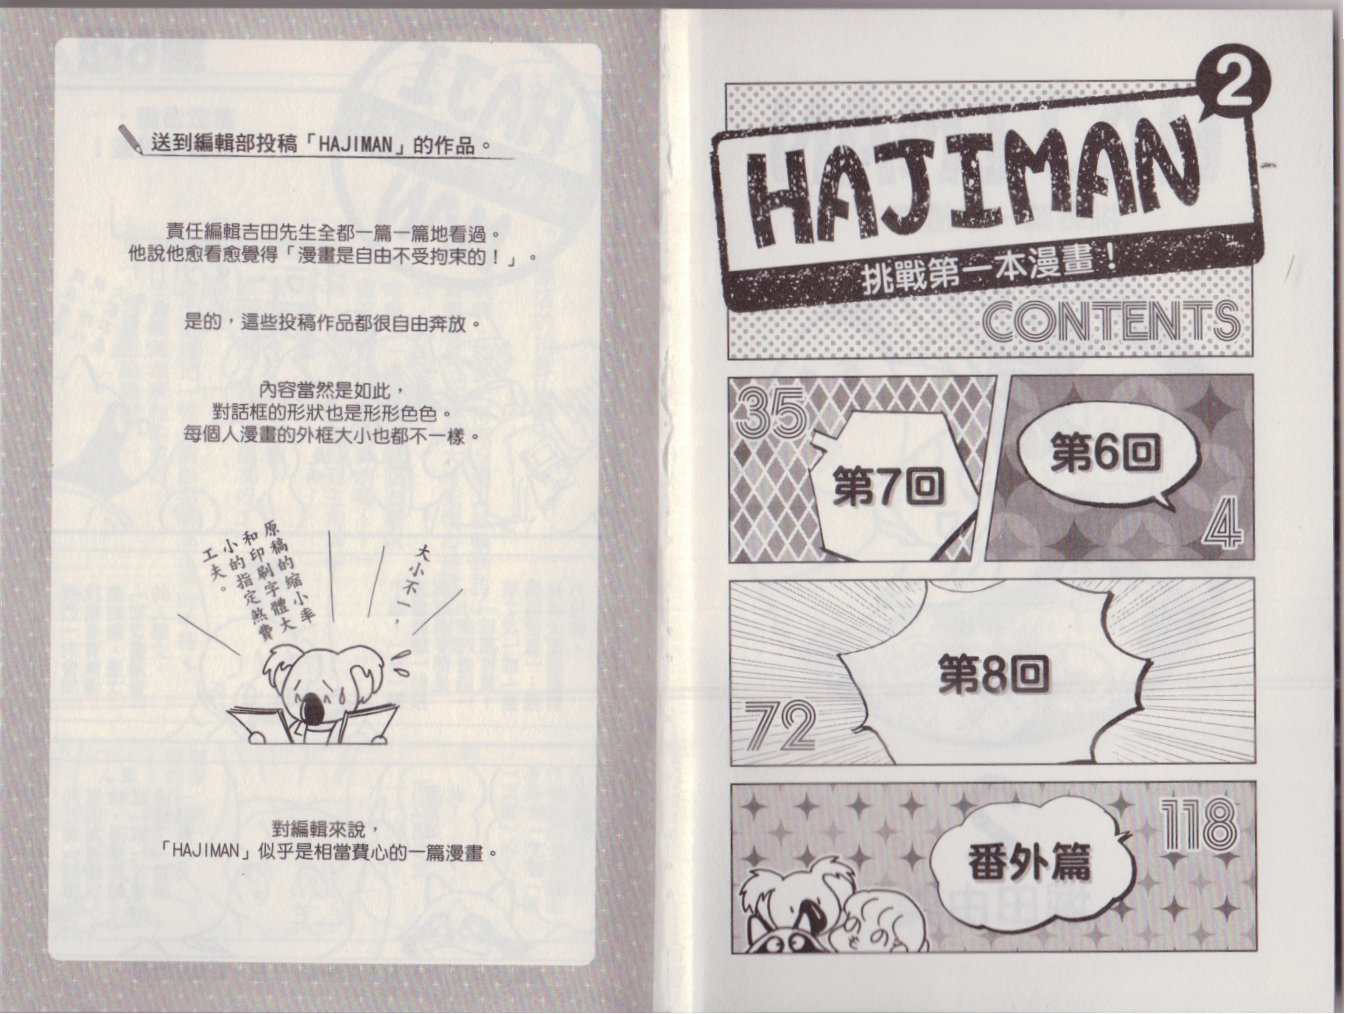 送到編輯部投稿「HAJIMAN」的作品。
責任編輯吉田先生全都一篇一篇地看過。
他說他愈看愈覺得「漫畫是自由不受拘束的！」。
是的，這些投稿作品都很自由奔放。
內容當然是如此，
對話框的形狀也是形形色色。
每個人漫畫的外框大小也都不一樣。
大小不一，
原稿的縮小率
和印刷字體大
小的指定煞費
工夫。
對編輯來說，
「HAJIMAN」似乎是相當費心的一篇漫畫。
2
HAJIMAN
挑戰第一本漫畫！
CONTENTS
第6回
4
35
第7回
第8回
72
118
番外篇